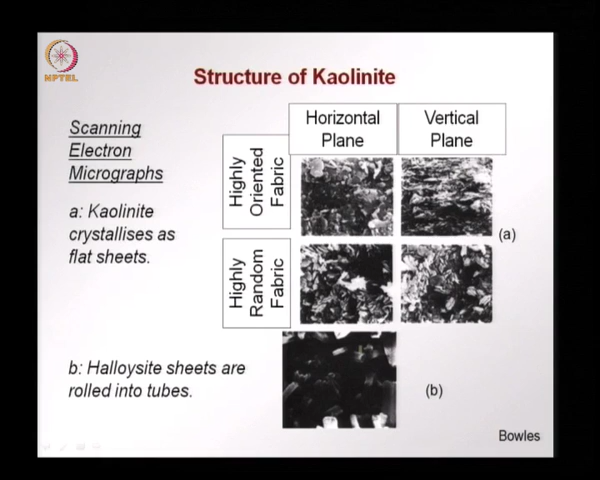 NPTEL
Structure of Kaolinite
Scanning
Electron
Micrographs
Horizontal
Plane
Vertical
Plane
Highly
Oriented
Fabric
a: Kaolinite
crystallises as
flat sheets.
(a)
Highly
Random
Fabric
b: Halloysite sheets are
rolled into tubes.
(b)
Bowles